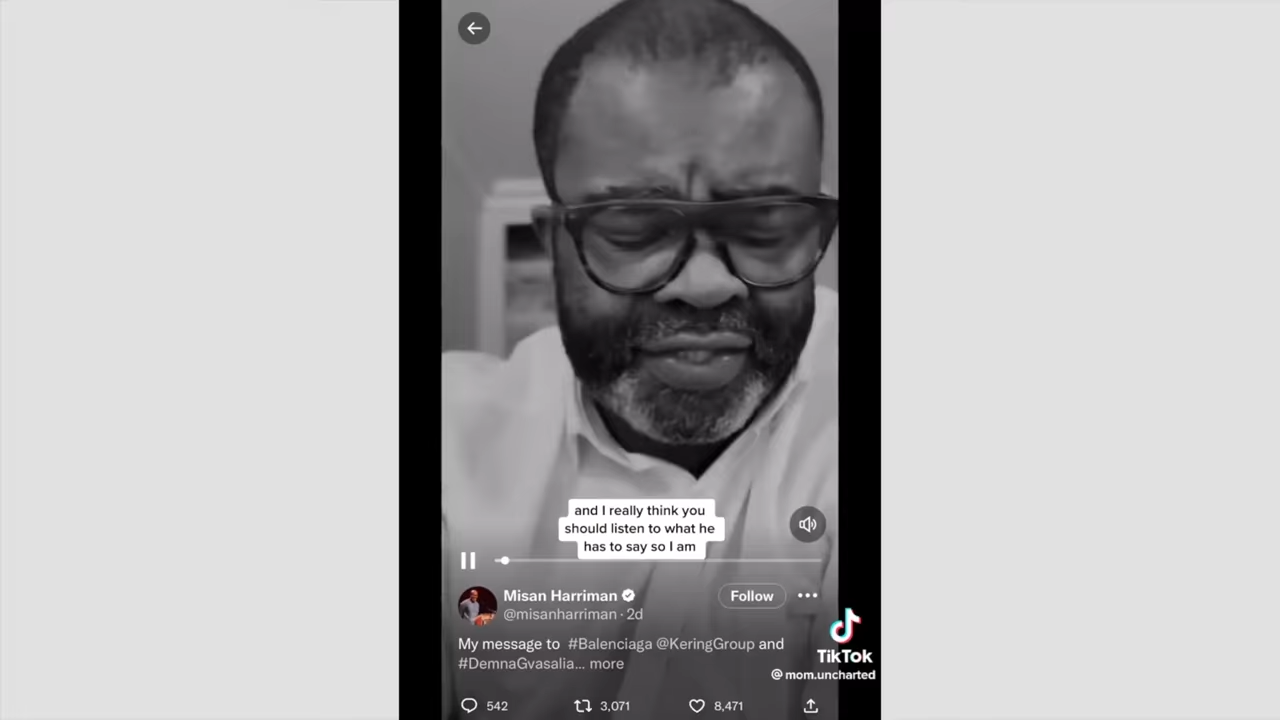 and I really think you
should listen to what he
has to say so I am
Misan Harriman
Follow
@misanharriman · 2d
My message to #Balenciaga @KeringGroup and
#DemnaGvasalia... more
542
3,071
8,471
TikTok
@mom.uncharted